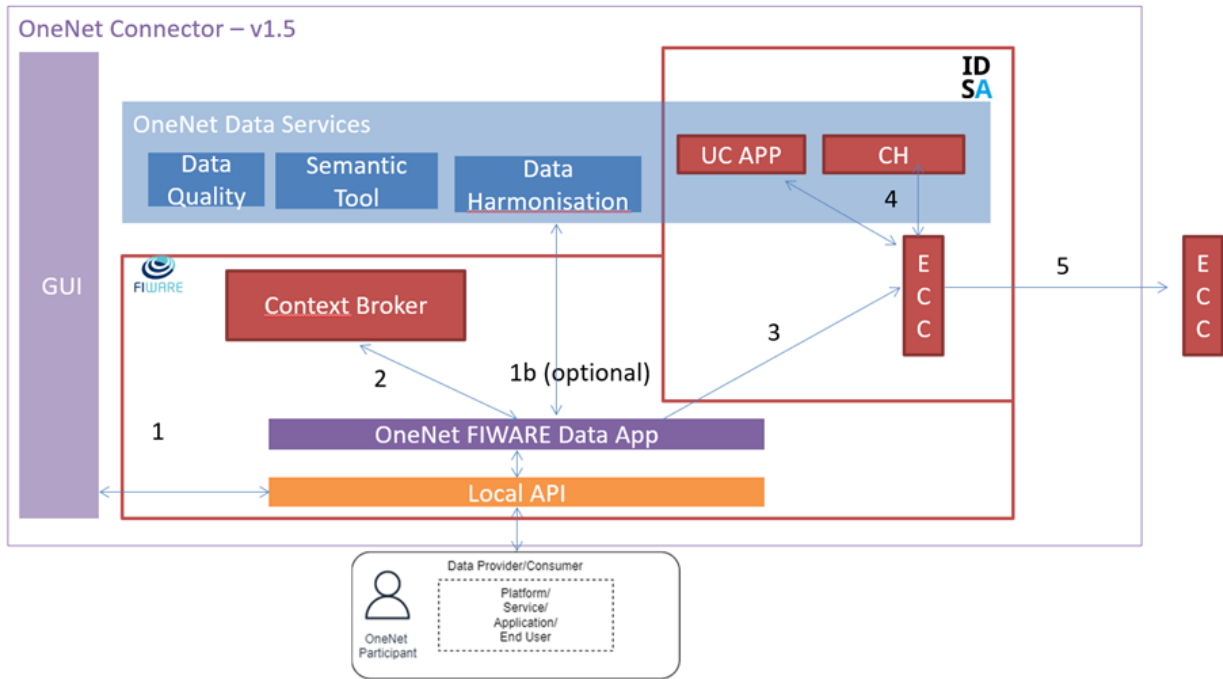 OneNet Connector – v1.5
ID
SA
OneNet Data Services
Data
Quality
Semantic
Tool
Data
Harmonisation
UC APP
CH
4
GUI
FIWARE
Context Broker
E
C
C
5
E
C
C
3
2
1b (optional)
1
OneNet FIWARE Data App
Local API
Data Provider/Consumer
Platform/
Service/
Application/
End User
OneNet
Participant